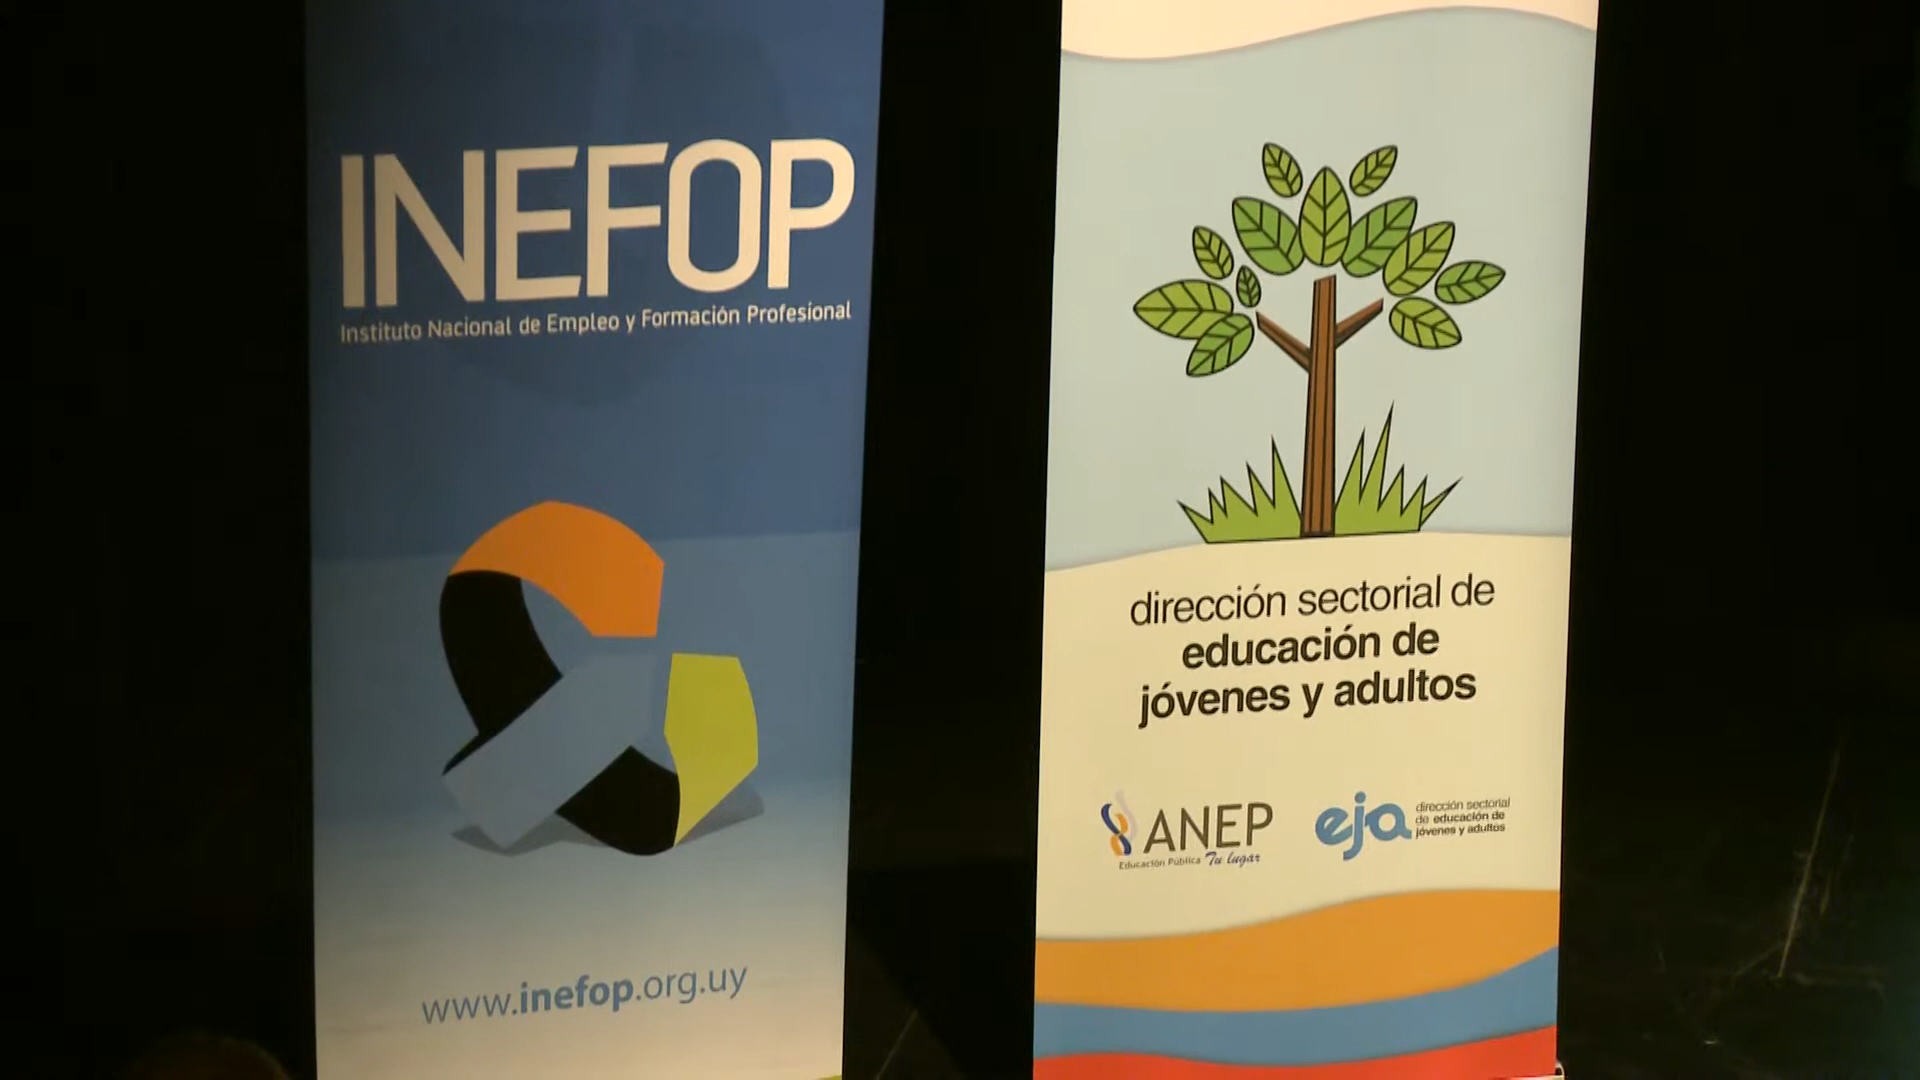 INEFOP
Instituto Nacional de Empleo y Formación Profesional
www.inefop.org.uy
dirección sectorial de
educación de
jóvenes y adultos
ANEP
Educación Pública Tu lugar
eja
dirección sectorial
de educación de
jóvenes y adultos